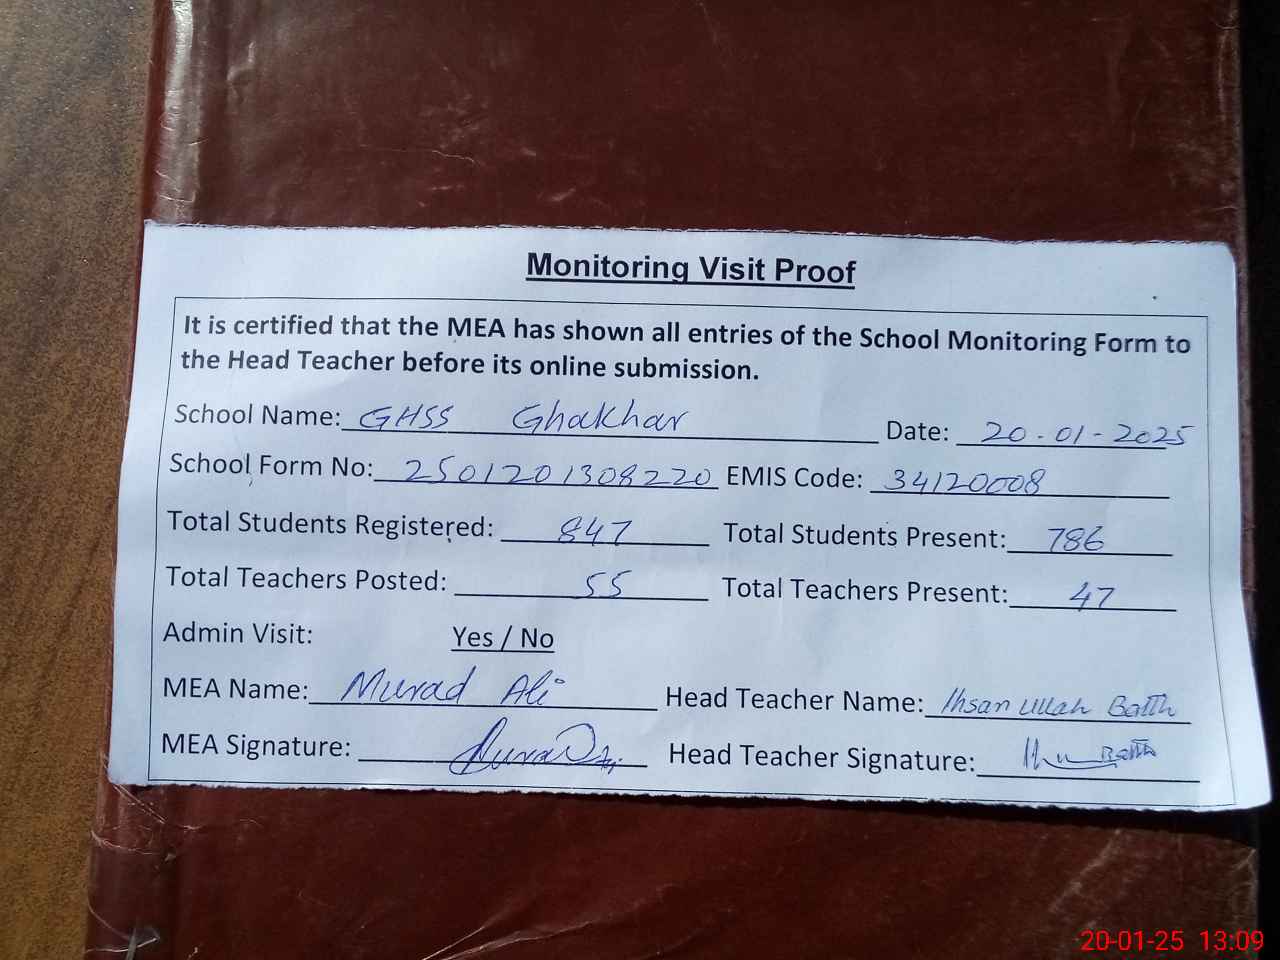 Monitoring Visit Proof
It is certified that the MEA has shown all entries of the School Monitoring Form to
the Head Teacher before its online submission.
School Name: GHSS Ghakhar Date: 20-01-2025
School Form No: 2501201308220 EMIS Code: 34120008
Total Students Registered: 847 Total Students Present: 786
Total Teachers Posted: 55 Total Teachers Present: 47
Admin Visit: Yes / No
MEA Name: Murad Ali Head Teacher Name: Ihsan ullah Batth
MEA Signature: Head Teacher Signature: Batth
20-01-25 13:09